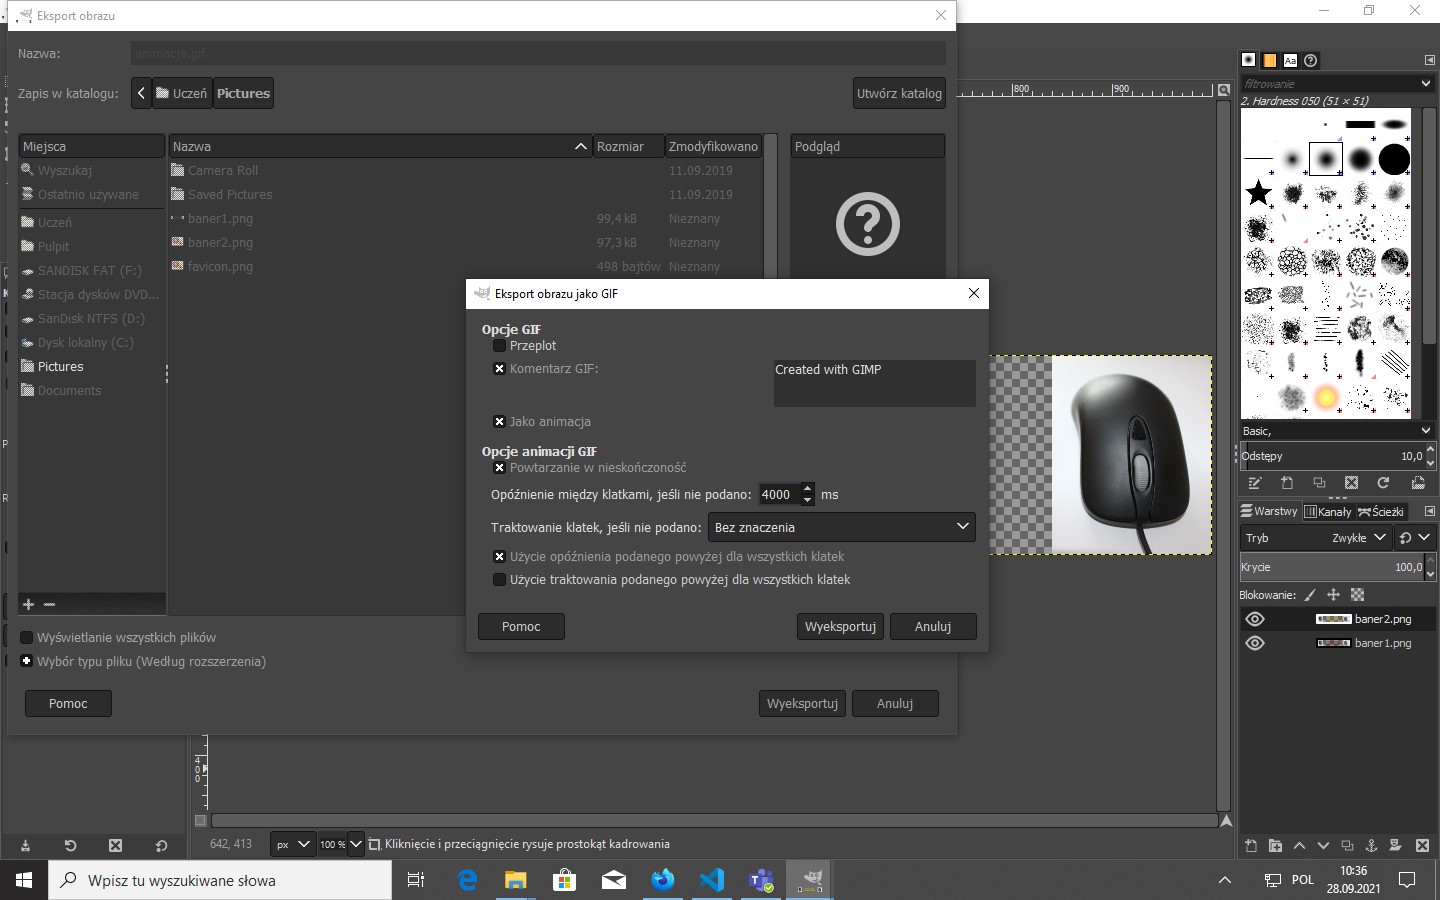 Eksport obrazu
Nazwa:
animacja.gif
Zapis w katalogu:
Uczeń
Pictures
Utwórz katalog
Miejsca
Wyszukaj
Ostatnio używane
Uczeń
Pulpit
SANDISK FAT (F:)
Stacja dysków DVD...
SanDisk NTFS (D:)
Dysk lokalny (C:)
Pictures
Documents
Nazwa Rozmiar Zmodyfikowano
Camera Roll 11.09.2019
Saved Pictures 11.09.2019
baner1.png 99,4 kB Nieznany
baner2.png 97,3 kB Nieznany
favicon.png 498 bajtów Nieznany
Podgląd
Wyświetlanie wszystkich plików
Wybór typu pliku (Według rozszerzenia)
Pomoc
Wyeksportuj
Anuluj
Eksport obrazu jako GIF
Opcje GIF
Przeplot
Komentarz GIF:
Created with GIMP
Jako animacja
Opcje animacji GIF
Powtarzanie w nieskończoność
Opóźnienie między klatkami, jeśli nie podano: 4000 ms
Traktowanie klatek, jeśli nie podano: Bez znaczenia
Użycie opóźnienia podanego powyżej dla wszystkich klatek
Użycie traktowania podanego powyżej dla wszystkich klatek
Pomoc
Wyeksportuj
Anuluj
800
900
400
Aa
filtrowanie
2. Hardness 050 (51 × 51)
Basic,
Odstępy 10,0
Warstwy
Kanały
Ścieżki
Tryb Zwykłe
Krycie 100,0
Blokowanie:
baner2.png
baner1.png
642, 413
px
100 %
Kliknięcie i przeciągnięcie rysuje prostokąt kadrowania
Wpisz tu wyszukiwane słowa
POL
10:36
28.09.2021